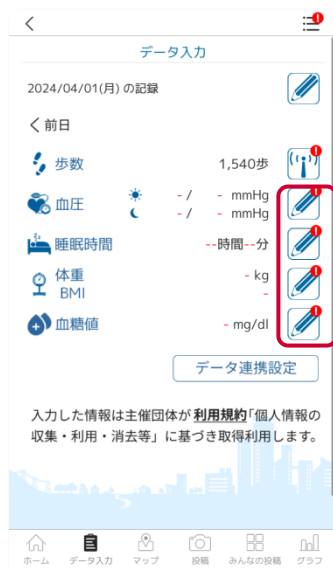 データ入力
2024/04/01(月) の記録
前日
歩数 1,540歩
血圧 - / - mmHg
- / - mmHg
睡眠時間 --時間--分
体重 - kg
BMI -
血糖値 - mg/dl
データ連携設定
入力した情報は主催団体が利用規約「個人情報の
収集・利用・消去等」に基づき取得利用します。
ホーム データ入力 マップ 投稿 みんなの投稿 グラフ